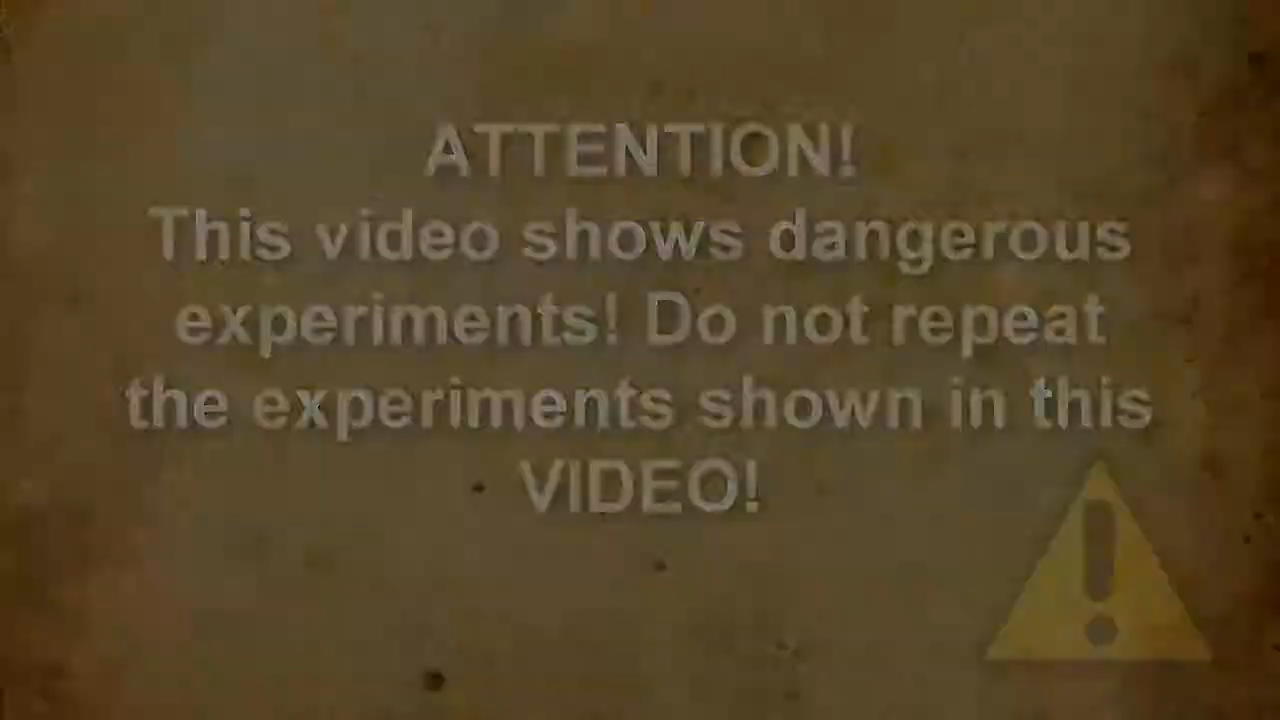 ATTENTION!
This video shows dangerous
experiments! Do not repeat
the experiments shown in this
VIDEO!